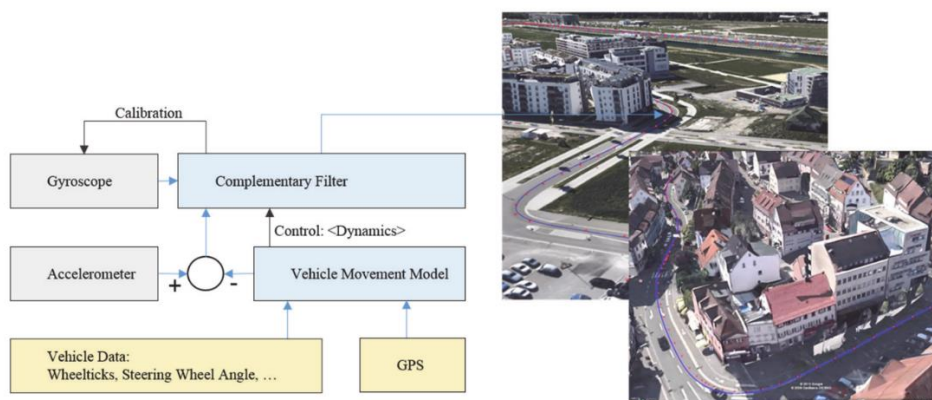 Calibration
Gyroscope
Complementary Filter
Control: <Dynamics>
Accelerometer
+
-
Vehicle Movement Model
Vehicle Data:
Wheelticks, Steering Wheel Angle, ...
GPS